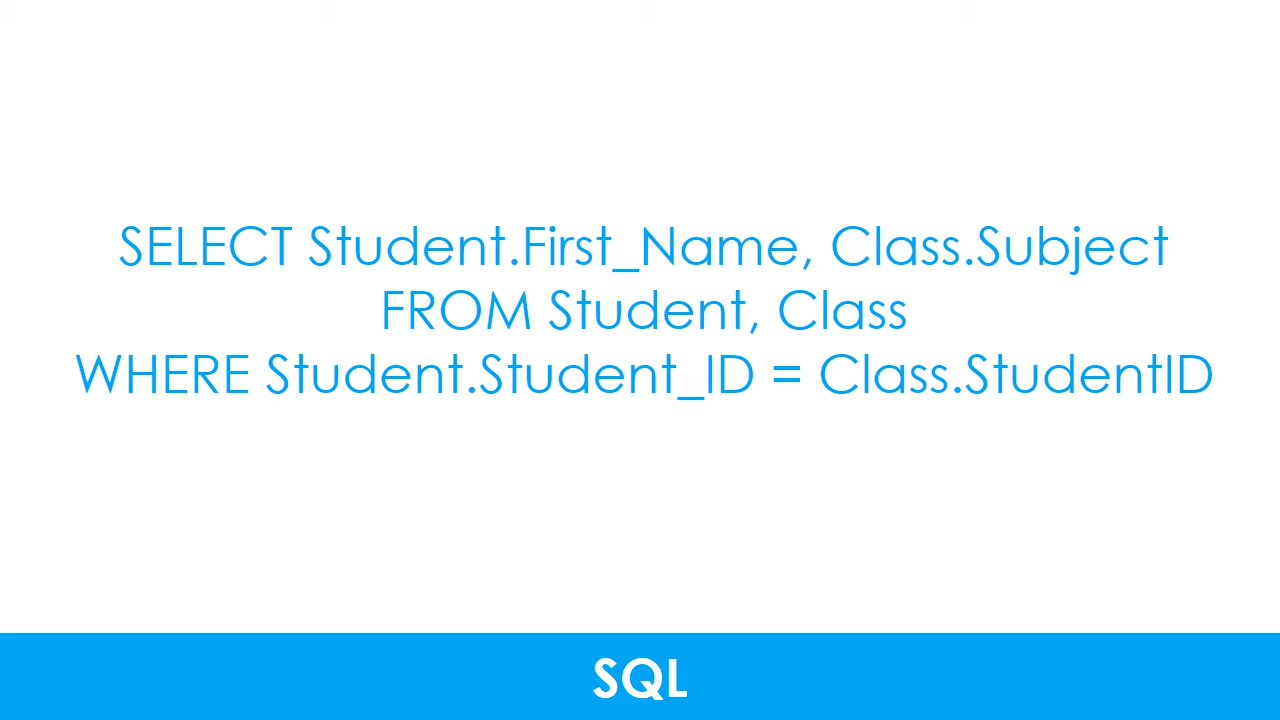 SELECT Student.First_Name, Class.Subject
FROM Student, Class
WHERE Student.Student_ID = Class.StudentID
SQL